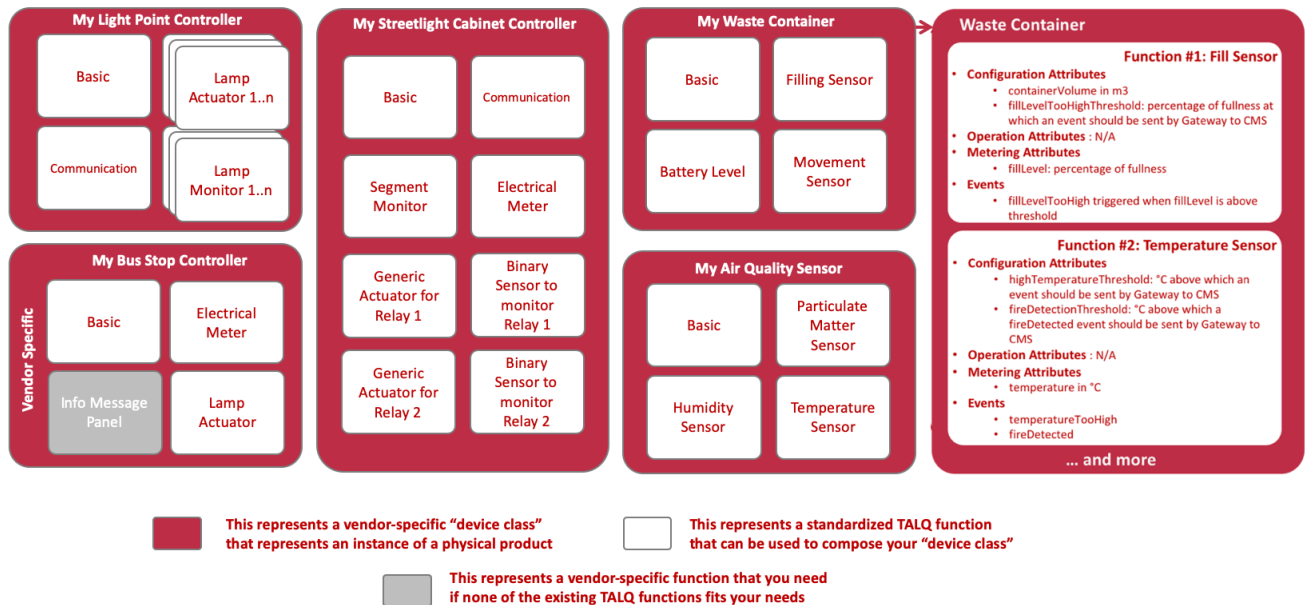 My Light Point Controller
Basic
Lamp
Actuator 1..n
Communication
Lamp
Monitor 1..n
My Bus Stop Controller
Vendor Specific
Basic
Electrical
Meter
Info Message
Panel
Lamp
Actuator
My Streetlight Cabinet Controller
Basic
Communication
Segment
Monitor
Electrical
Meter
Generic
Actuator for
Relay 1
Binary
Sensor to
monitor
Relay 1
Generic
Actuator for
Relay 2
Binary
Sensor to
monitor
Relay 2
My Waste Container
Basic
Filling Sensor
Battery Level
Movement
Sensor
My Air Quality Sensor
Basic
Particulate
Matter
Sensor
Humidity
Sensor
Temperature
Sensor
Waste Container
Function #1: Fill Sensor
• Configuration Attributes
• containerVolume in m3
• fillLevelTooHighThreshold: percentage of fullness at
which an event should be sent by Gateway to CMS
• Operation Attributes : N/A
• Metering Attributes
• fillLevel: percentage of fullness
• Events
• fillLevelTooHigh triggered when fillLevel is above
threshold
Function #2: Temperature Sensor
• Configuration Attributes
• highTemperatureThreshold: °C above which an
event should be sent by Gateway to CMS
• fireDetectionThreshold: °C above which a
fireDetected event should be sent by Gateway to
CMS
• Operation Attributes : N/A
• Metering Attributes
• temperature in °C
• Events
• temperatureTooHigh
• fireDetected
... and more
This represents a vendor-specific “device class”
that represents an instance of a physical product
This represents a standardized TALQ function
that can be used to compose your “device class”
This represents a vendor-specific function that you need
if none of the existing TALQ functions fits your needs